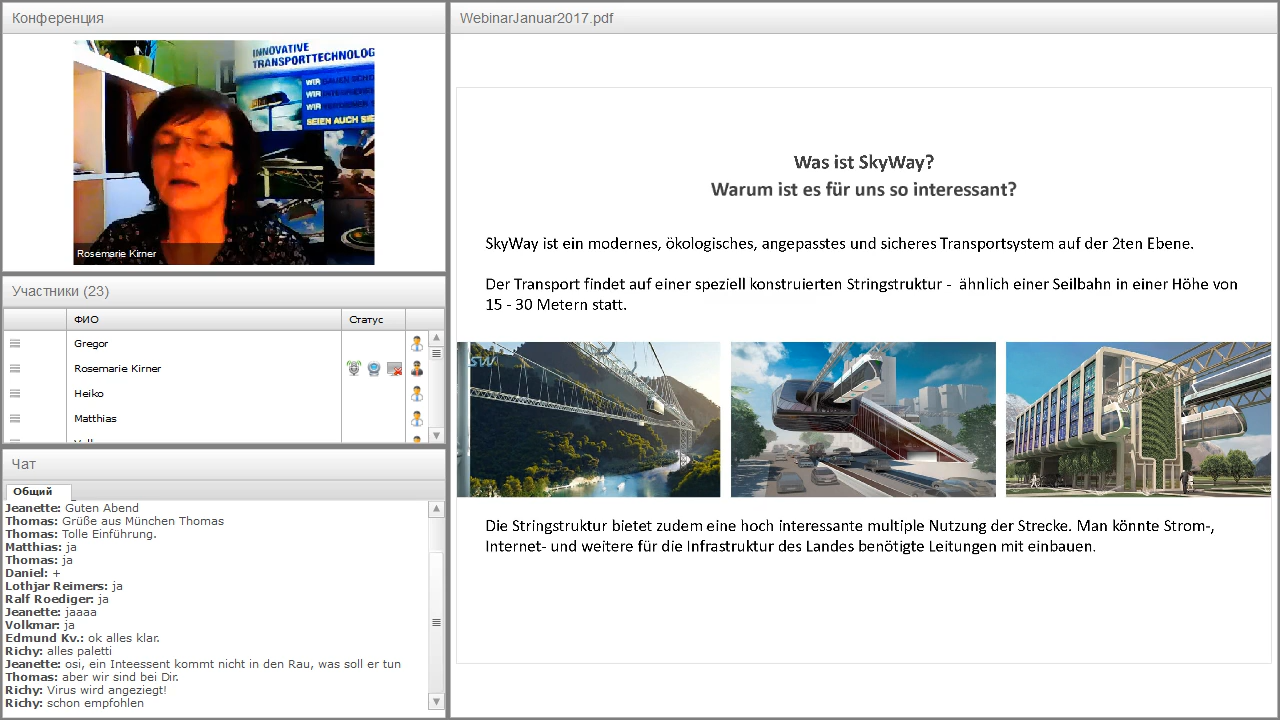 Конференция
INNOVATIVE
TRANSPORTTECHNOLOG
WIR
WIR
WIR
SEIEN AUCH SIE
Rosemarie Kirner
Участники (23)
ФИО Статус
Gregor
Rosemarie Kirner
Heiko
Matthias
Чат
Общий
Jeanette: Guten Abend
Thomas: Grüße aus München Thomas
Thomas: Tolle Einführung.
Matthias: ja
Thomas: ja
Daniel: +
Lothjar Reimers: ja
Ralf Roediger: ja
Jeanette: jaaaa
Volkmar: ja
Edmund Kv.: ok alles klar.
Richy: alles paletti
Jeanette: osi, ein Inteessent kommt nicht in den Rau, was soll er tun
Thomas: aber wir sind bei Dir.
Richy: Virus wird angeziegt!
Richy: schon empfohlen
WebinarJanuar2017.pdf
Was ist SkyWay?
Warum ist es für uns so interessant?
SkyWay ist ein modernes, ökologisches, angepasstes und sicheres Transportsystem auf der 2ten Ebene.
Der Transport findet auf einer speziell konstruierten Stringstruktur - ähnlich einer Seilbahn in einer Höhe von
15 - 30 Metern statt.
SW
Die Stringstruktur bietet zudem eine hoch interessante multiple Nutzung der Strecke. Man könnte Strom-,
Internet- und weitere für die Infrastruktur des Landes benötigte Leitungen mit einbauen.